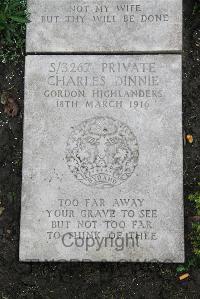 NOT MY WIFE
BUT THY WILL BE DONE
S/3267 PRIVATE
CHARLES DINNIE
GORDON HIGHLANDERS
18TH MARCH 1916
BYDAND
TOO FAR AWAY
YOUR GRAVE TO SEE
BUT NOT TOO FAR
TO THINK OF THEE
Copyright